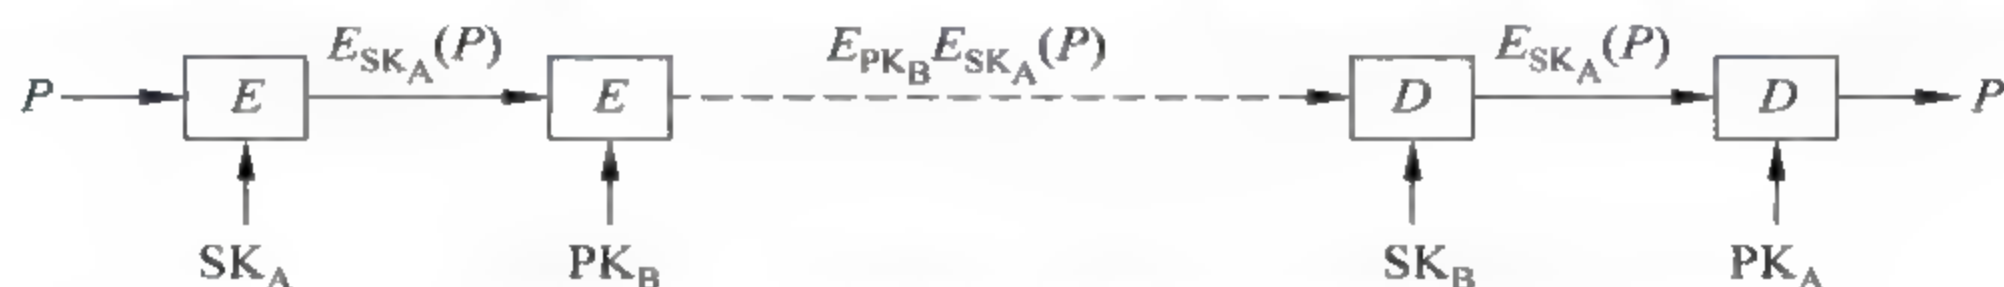 E_{SK_A}(P) E_{PK_B}E_{SK_A}(P) E_{SK_A}(P)
P E E D D P
SK_A PK_B SK_B PK_A